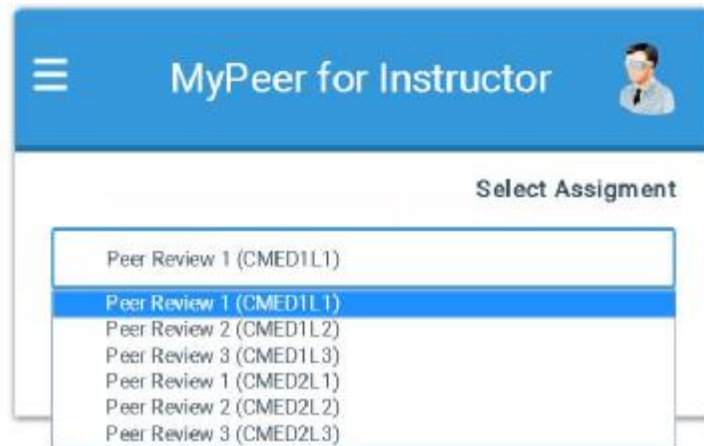 MyPeer for Instructor
Select Assigment
Peer Review 1 (CMED1L1)
Peer Review 1 (CMED1L1)
Peer Review 2 (CMED1L2)
Peer Review 3 (CMED1L3)
Peer Review 1 (CMED2L1)
Peer Review 2 (CMED2L2)
Peer Review 3 (CMED2L3)